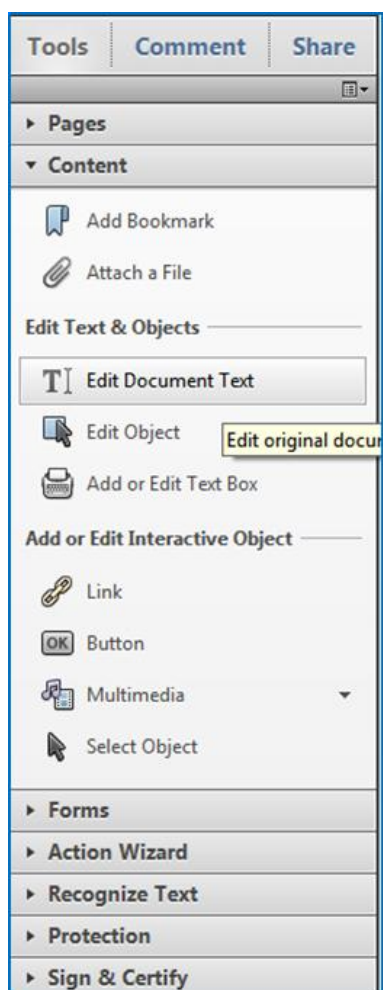 Tools Comment Share
Pages
Content
Add Bookmark
Attach a File
Edit Text & Objects
Edit Document Text
Edit Object
Edit original docu
Add or Edit Text Box
Add or Edit Interactive Object
Link
OK Button
Multimedia
Select Object
Forms
Action Wizard
Recognize Text
Protection
Sign & Certify